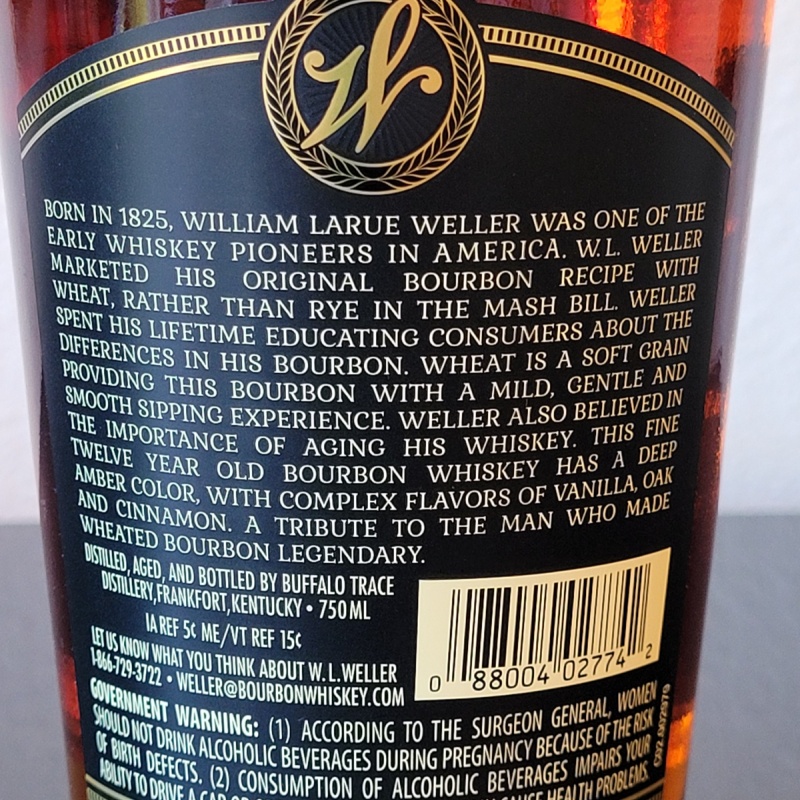 W
BORN IN 1825, WILLIAM LARUE WELLER WAS ONE OF THE
EARLY WHISKEY PIONEERS IN AMERICA. W.L. WELLER
MARKETED HIS ORIGINAL BOURBON RECIPE WITH
WHEAT, RATHER THAN RYE IN THE MASH BILL. WELLER
SPENT HIS LIFETIME EDUCATING CONSUMERS ABOUT THE
DIFFERENCES IN HIS BOURBON. WHEAT IS A SOFT GRAIN
PROVIDING THIS BOURBON WITH A MILD, GENTLE AND
SMOOTH SIPPING EXPERIENCE. WELLER ALSO BELIEVED IN
THE IMPORTANCE OF AGING HIS WHISKEY. THIS FINE
TWELVE YEAR OLD BOURBON WHISKEY HAS A DEEP
AMBER COLOR, WITH COMPLEX FLAVORS OF VANILLA, OAK
AND CINNAMON. A TRIBUTE TO THE MAN WHO MADE
WHEATED BOURBON LEGENDARY.
DISTILLED, AGED, AND BOTTLED BY BUFFALO TRACE
DISTILLERY, FRANKFORT, KENTUCKY • 750 ML
IA REF 5¢ ME/VT REF 15¢
LET US KNOW WHAT YOU THINK ABOUT W.L.WELLER
1-866-729-3722 • WELLER@BOURBONWHISKEY.COM
0 88004 02774 2
GOVERNMENT WARNING: (1) ACCORDING TO THE SURGEON GENERAL, WOMEN
SHOULD NOT DRINK ALCOHOLIC BEVERAGES DURING PREGNANCY BECAUSE OF THE RISK
OF BIRTH DEFECTS. (2) CONSUMPTION OF ALCOHOLIC BEVERAGES IMPAIRS YOUR
ABILITY TO DRIVE A CAR OR CAUSE HEALTH PROBLEMS.
C02.002979